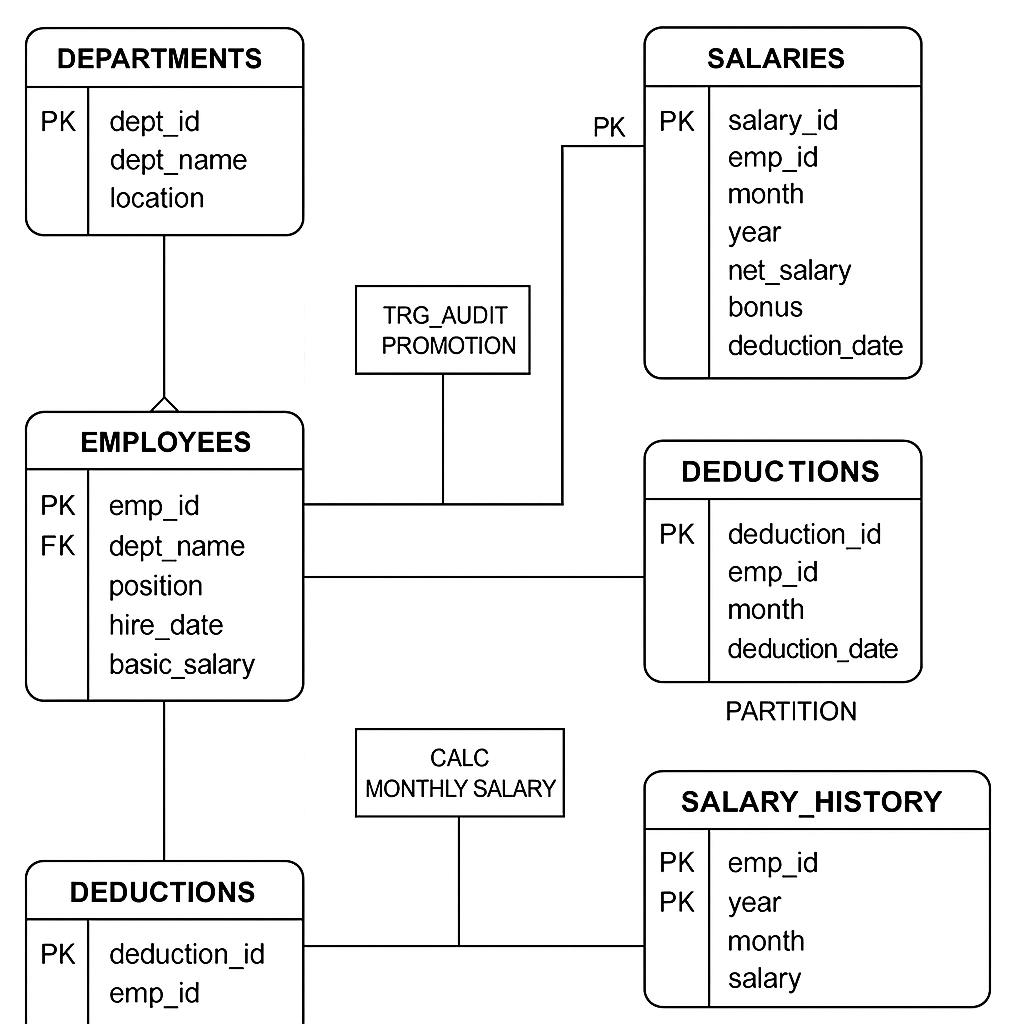 DEPARTMENTS
PK dept_id
dept_name
location
SALARIES
PK
PK salary_id
emp_id
month
year
net_salary
bonus
deduction_date
TRG_AUDIT
PROMOTION
EMPLOYEES
PK emp_id
FK dept_name
position
hire_date
basic_salary
DEDUCTIONS
PK deduction_id
emp_id
month
deduction_date
PARTITION
CALC
MONTHLY SALARY
SALARY_HISTORY
PK emp_id
PK year
month
salary
DEDUCTIONS
PK deduction_id
emp_id